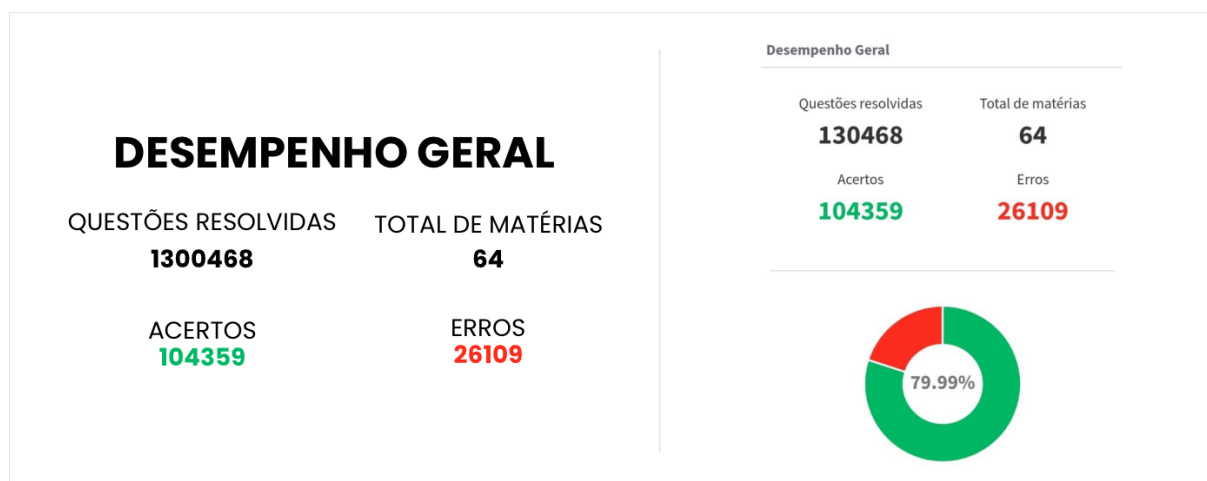 DESEMPENHO GERAL
QUESTÕES RESOLVIDAS TOTAL DE MATÉRIAS
1300468 64
ACERTOS ERROS
104359 26109
Desempenho Geral
Questões resolvidas Total de matérias
130468 64
Acertos Erros
104359 26109
79.99%